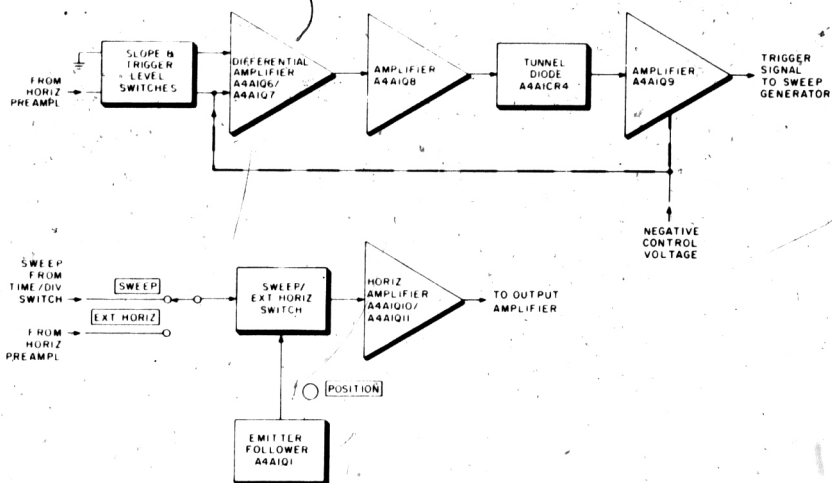 SLOPE &
TRIGGER
LEVEL
SWITCHES
FROM
HORIZ
PREAMPL
DIFFERENTIAL
AMPLIFIER
A4A1Q6/
A4A1Q7
AMPLIFIER
A4A1Q8
TUNNEL
DIODE
A4A1CR4
AMPLIFIER
A4A1Q9
TRIGGER
SIGNAL
TO SWEEP
GENERATOR
NEGATIVE
CONTROL
VOLTAGE
SWEEP
FROM
TIME/DIV
SWITCH
SWEEP
EXT HORIZ
FROM
HORIZ
PREAMPL
SWEEP/
EXT HORIZ
SWITCH
HORIZ
AMPLIFIER
A4A1Q10/
A4A1Q11
TO OUTPUT
AMPLIFIER
POSITION
EMITTER
FOLLOWER
A4A1Q1